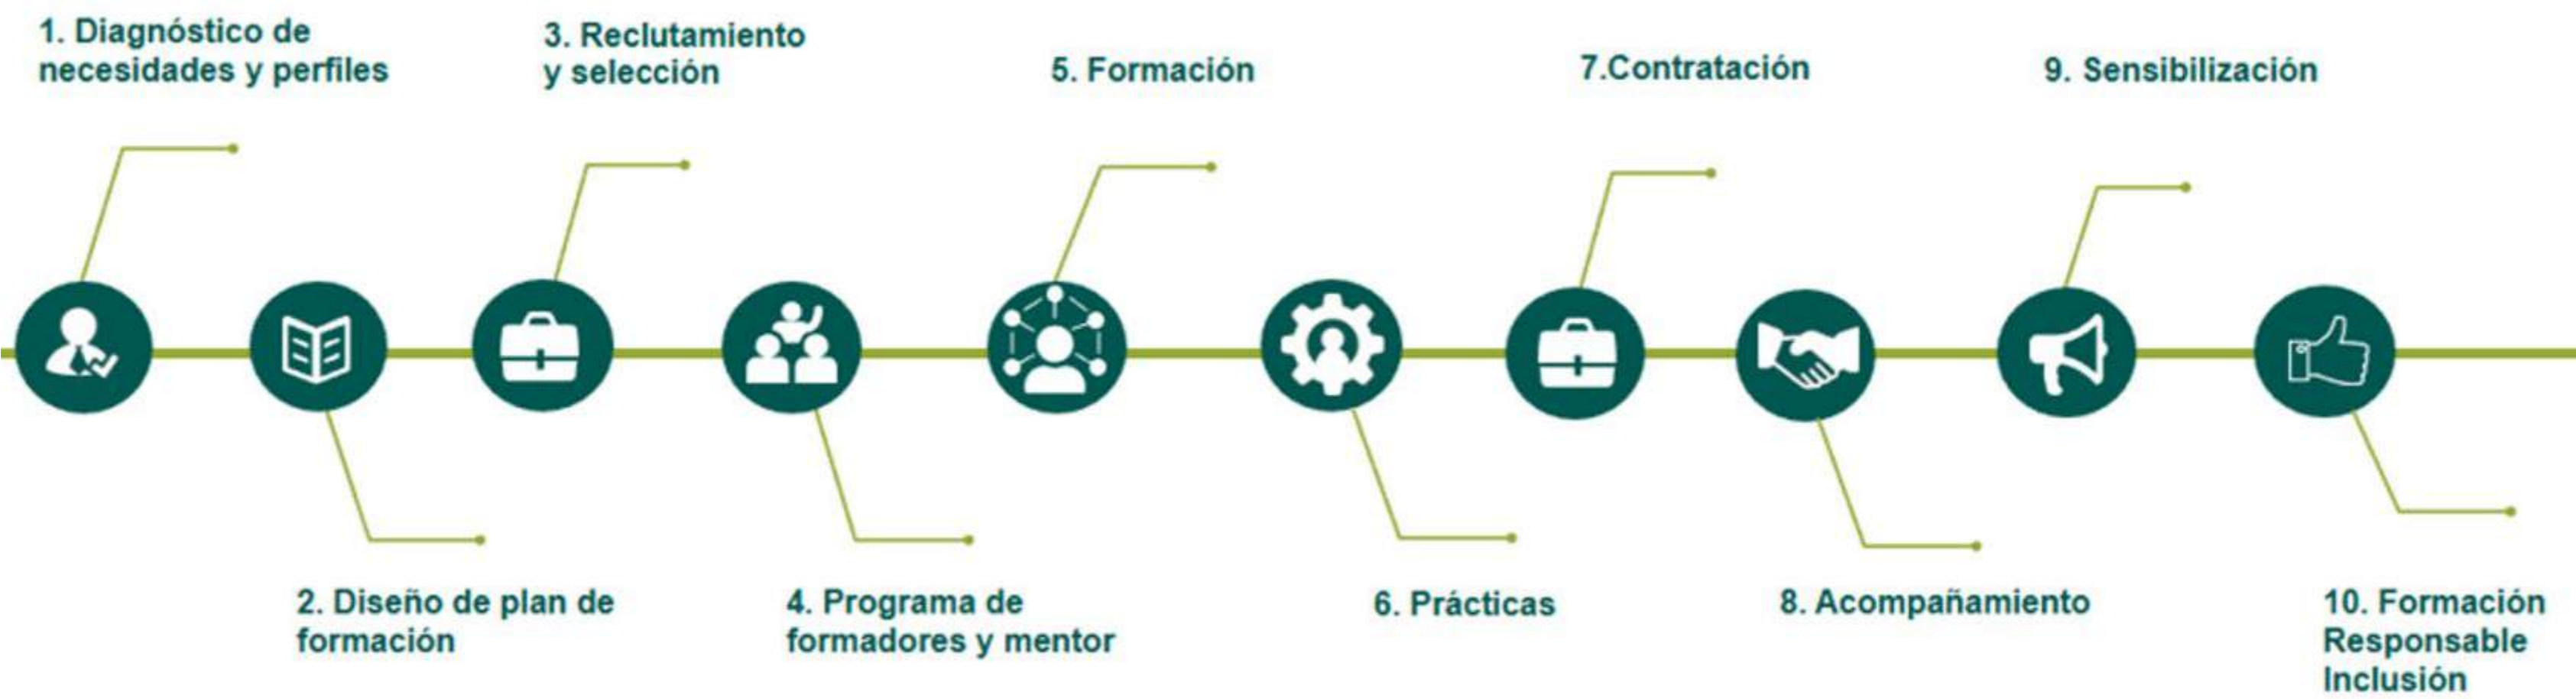 1. Diagnóstico de
necesidades y perfiles
2. Diseño de plan de
formación
3. Reclutamiento
y selección
4. Programa de
formadores y mentor
5. Formación
6. Prácticas
7.Contratación
8. Acompañamiento
9. Sensibilización
10. Formación
Responsable
Inclusión